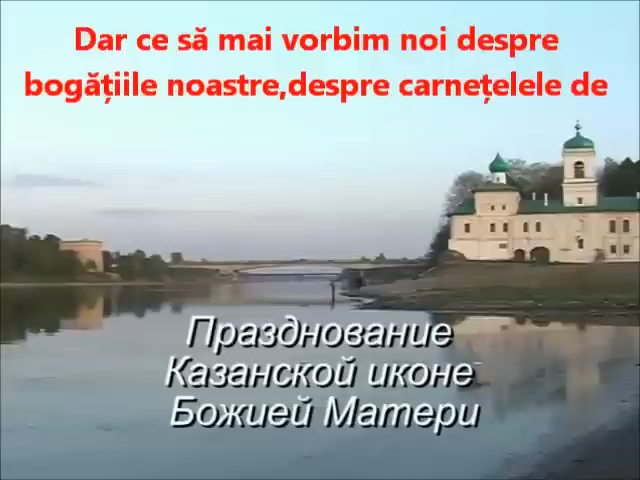 Dar ce să mai vorbim noi despre
bogățiile noastre,despre carnețelele de
Празднование
Казанской иконе
Божией Матери